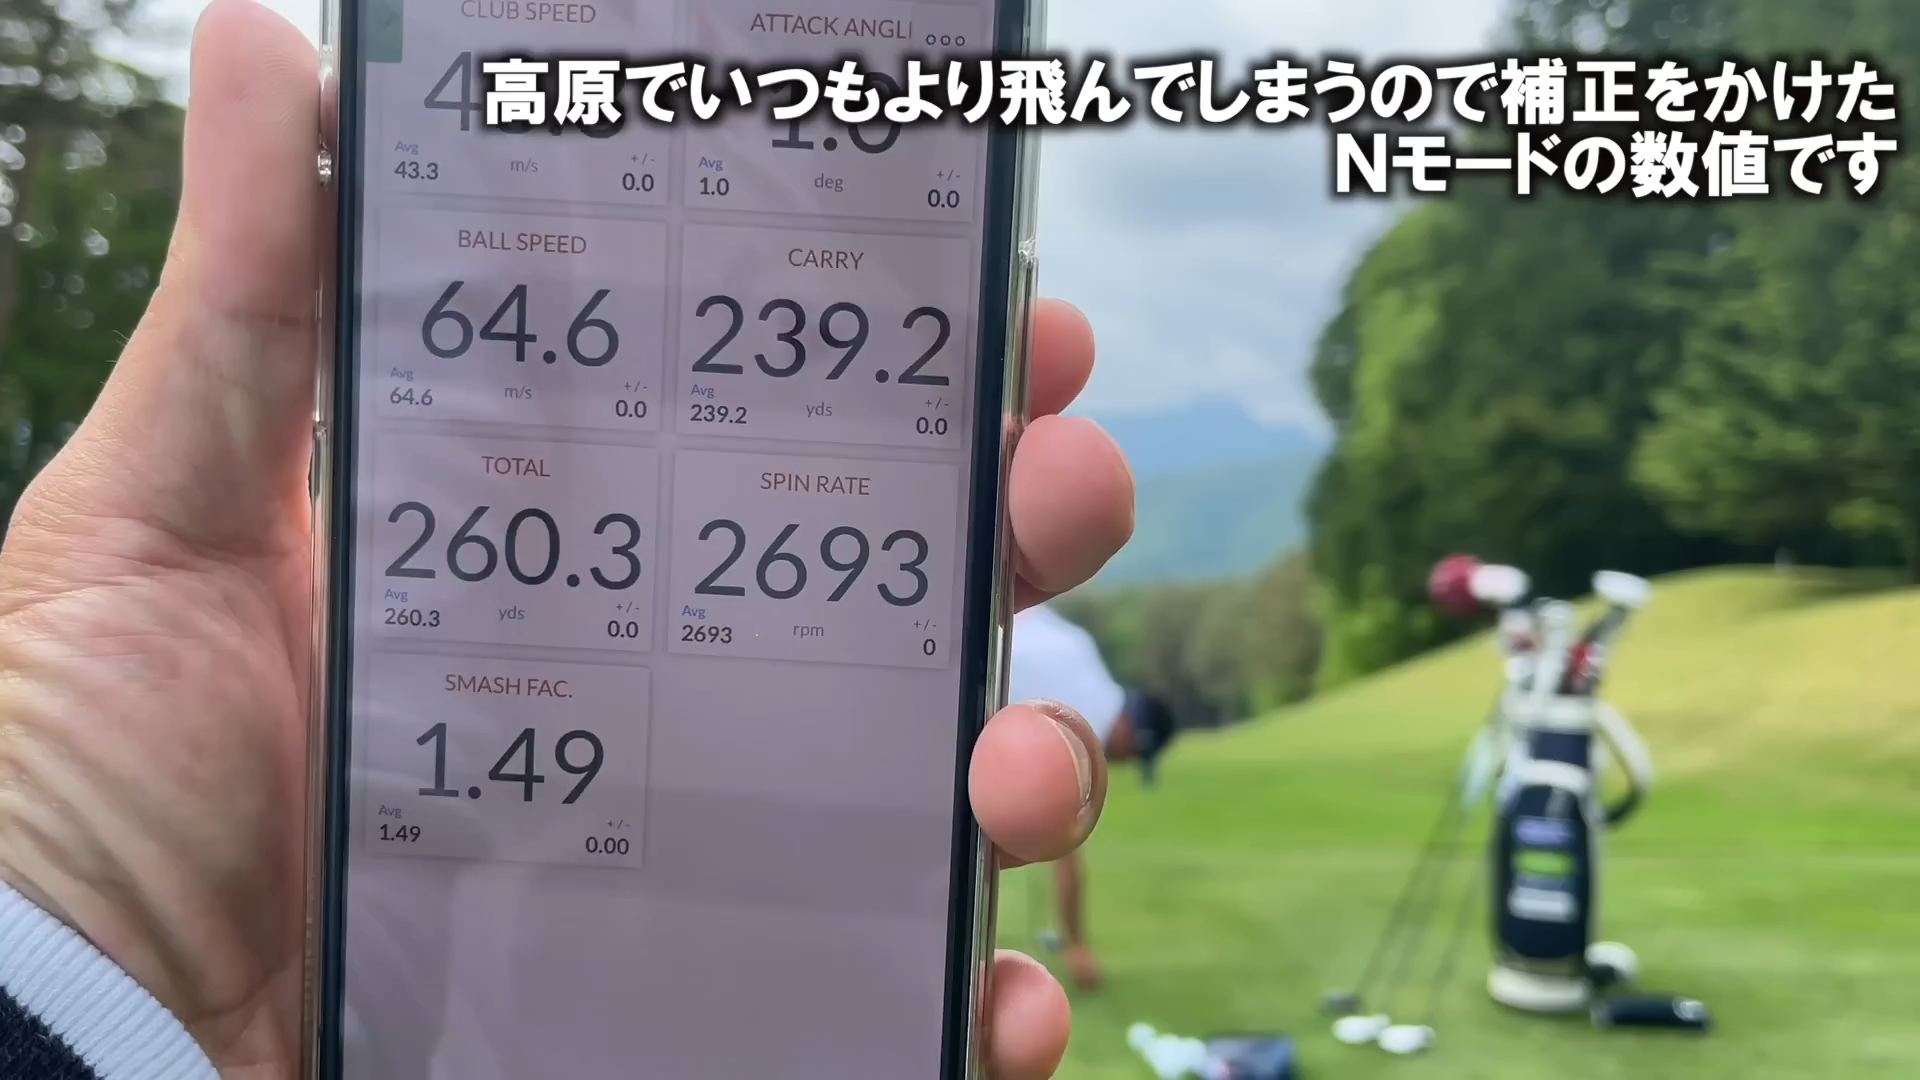 高原でいつもより飛んでしまうので補正をかけた
Nモードの数値です
CLUB SPEED
Avg
43.3
m/s
+/-
0.0
ATTACK ANGL
1.0
Avg
1.0
deg
+/-
0.0
BALL SPEED
64.6
Avg
64.6
m/s
+/-
0.0
CARRY
239.2
Avg
239.2
yds
+/-
0.0
TOTAL
260.3
Avg
260.3
yds
+/-
0.0
SPIN RATE
2693
Avg
2693
rpm
+/-
0
SMASH FAC.
1.49
Avg
1.49
+/-
0.00